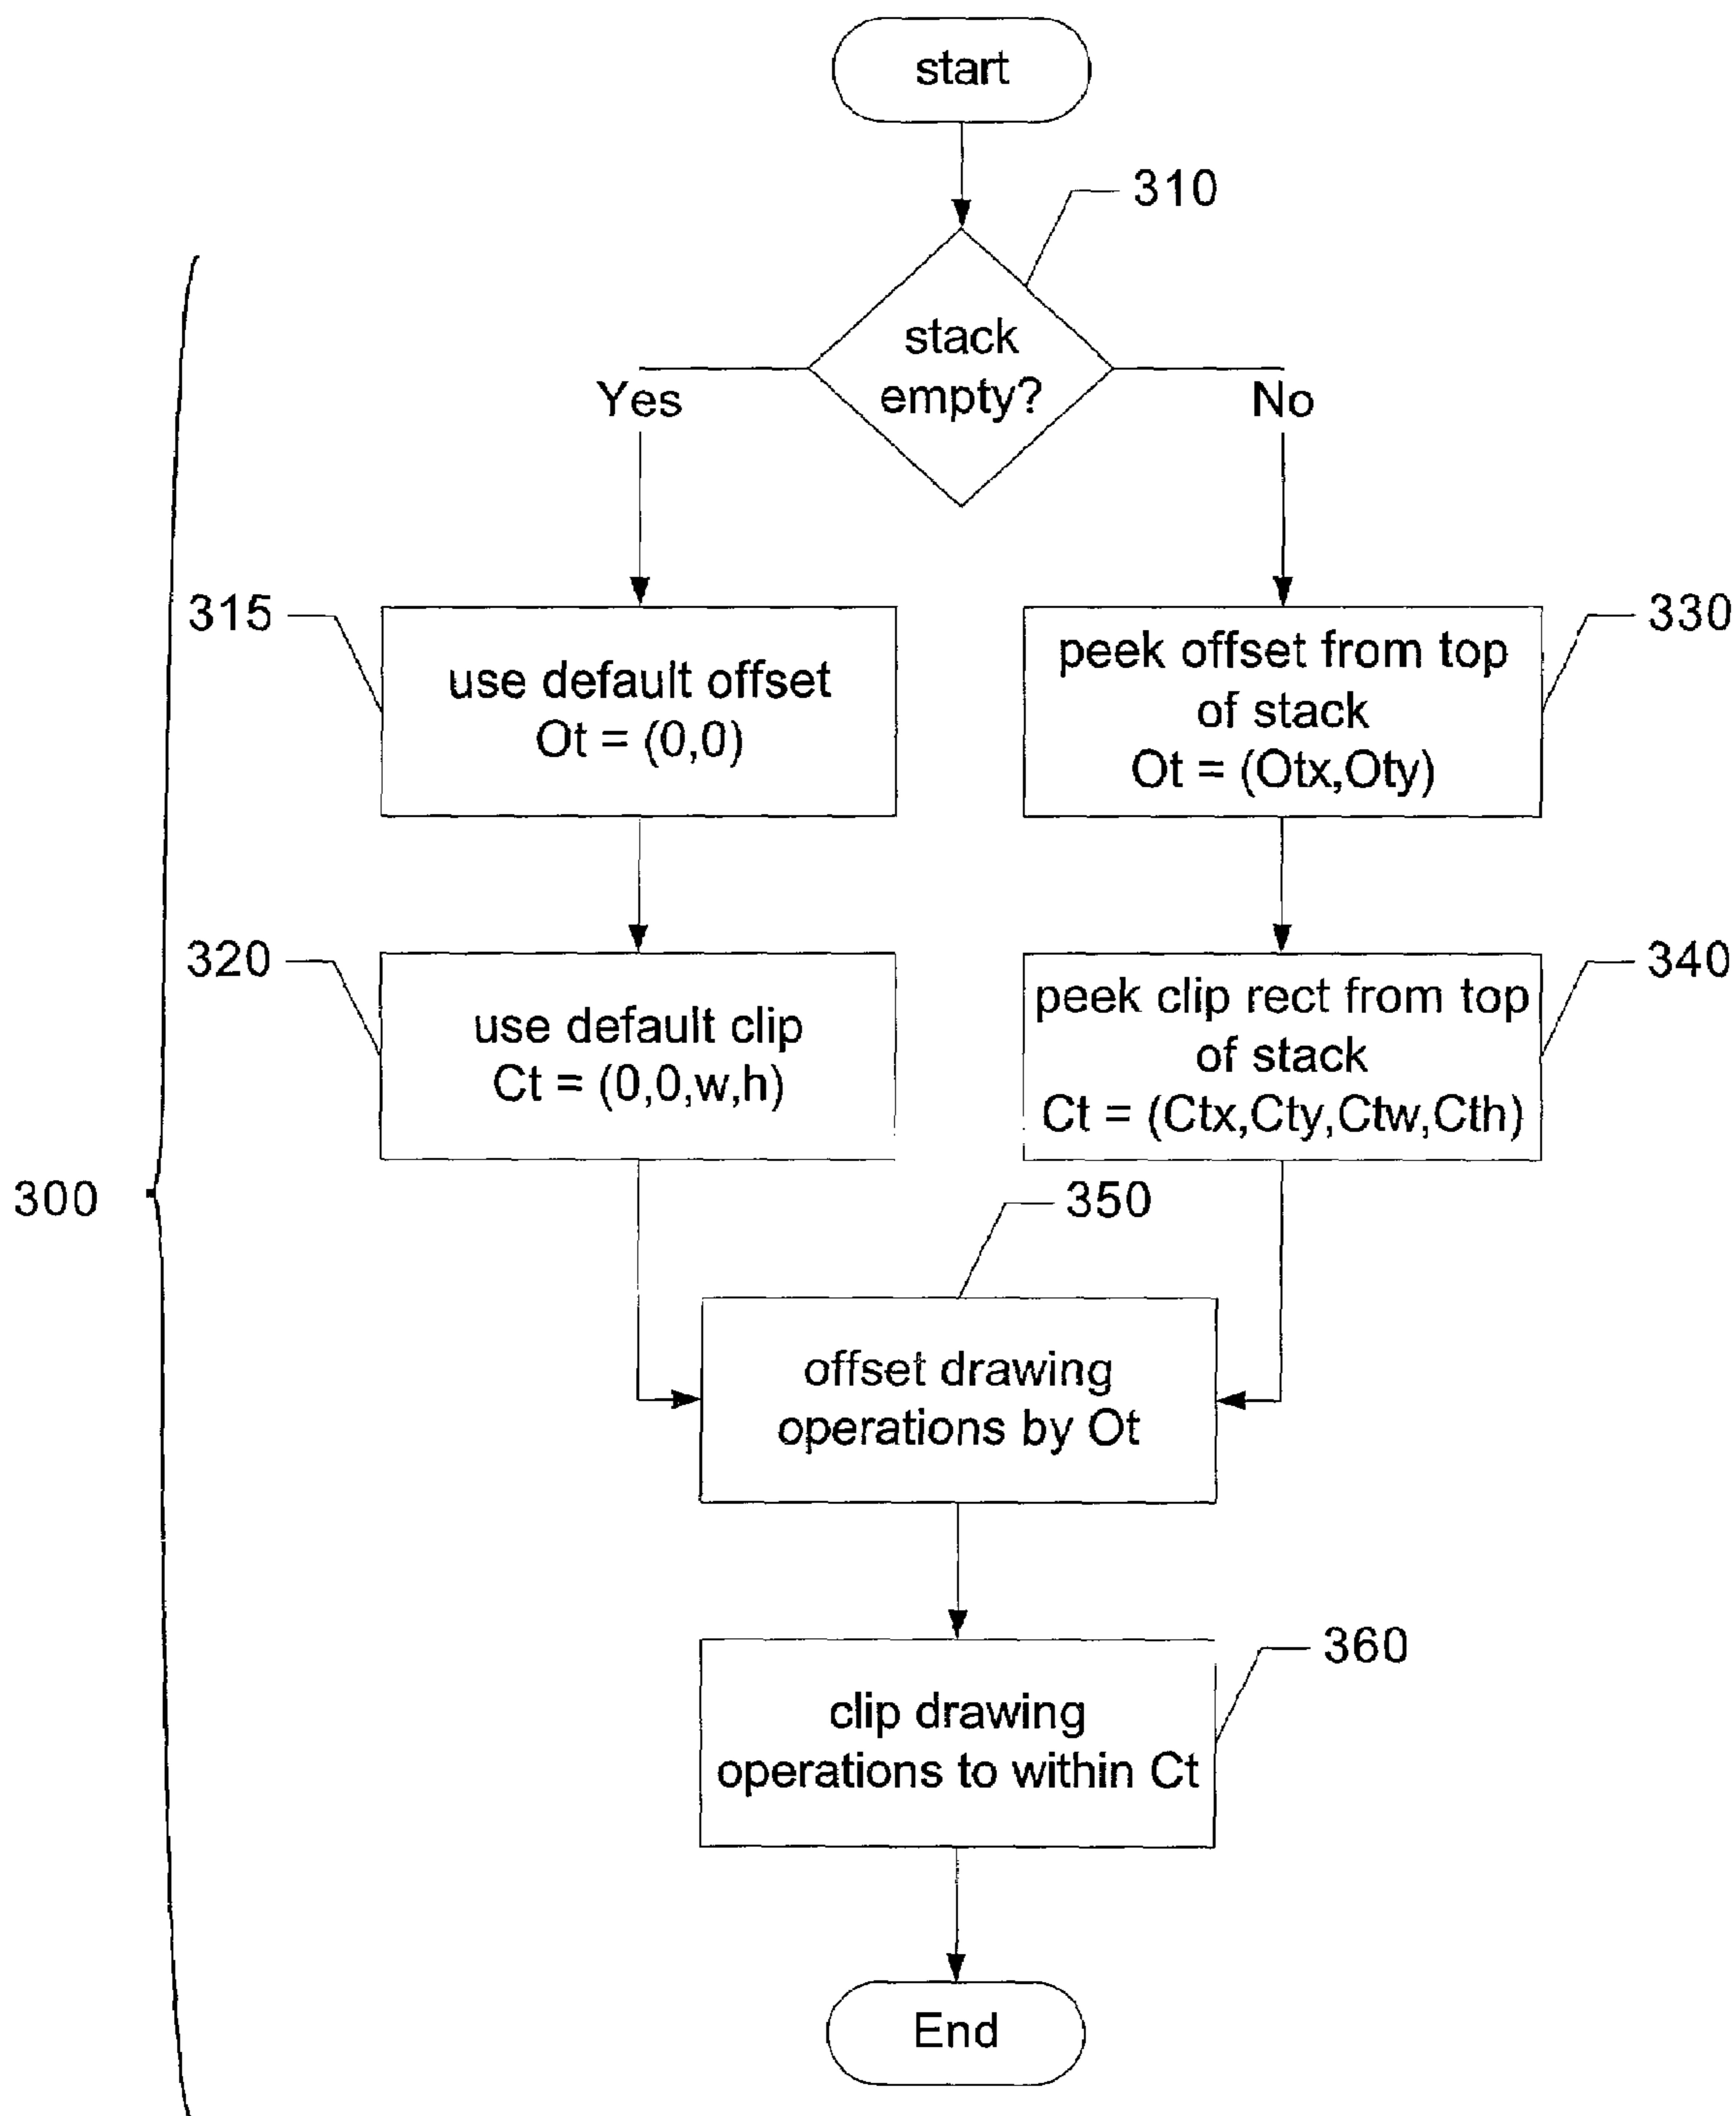 start
310
stack
empty?
Yes
No
315
use default offset
Ot = (0,0)
330
peek offset from top
of stack
Ot = (Otx,Oty)
320
use default clip
Ct = (0,0,w,h)
340
peek clip rect from top
of stack
Ct = (Ctx,Cty,Ctw,Cth)
300
350
offset drawing
operations by Ot
360
clip drawing
operations to within Ct
End